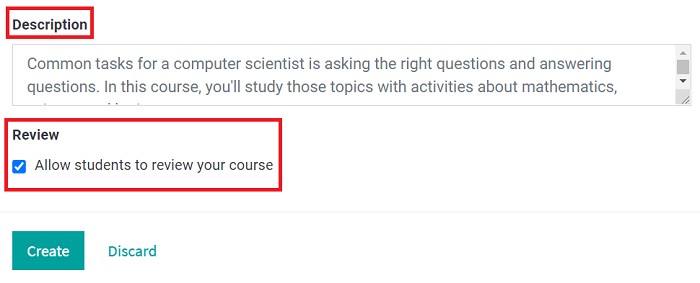 Description
Common tasks for a computer scientist is asking the right questions and answering
questions. In this course, you'll study those topics with activities about mathematics,
Review
Allow students to review your course
Create Discard